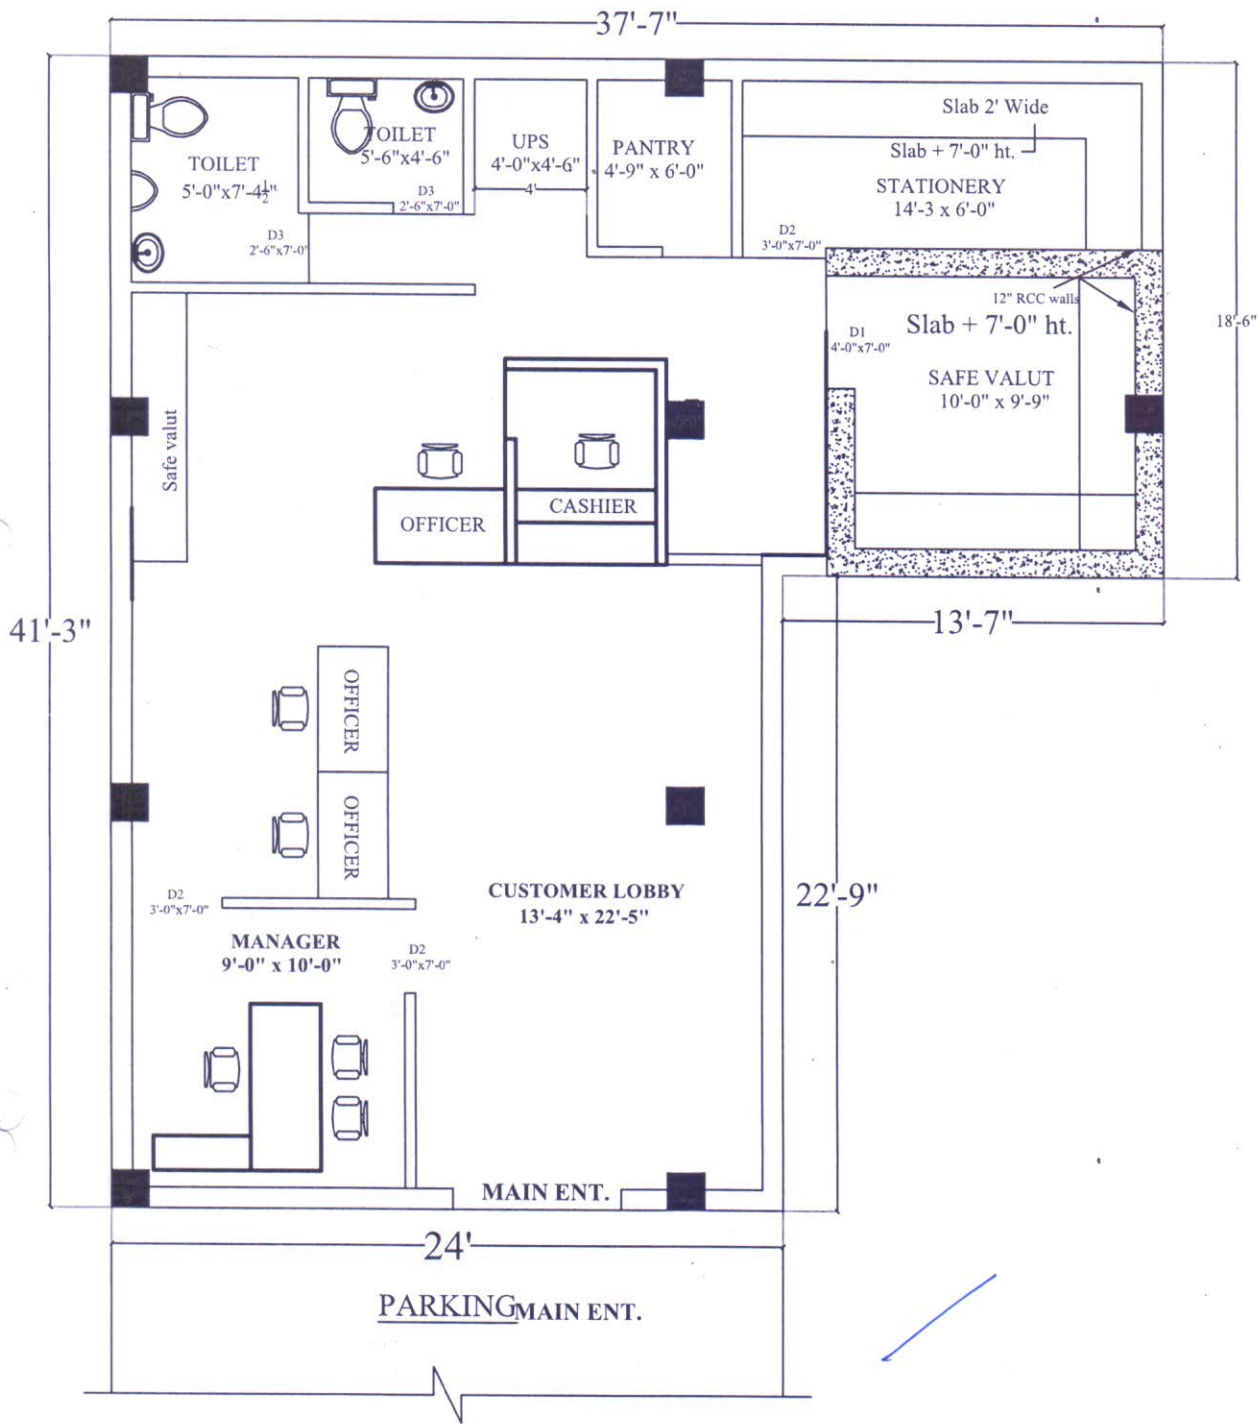 37'-7"
Slab 2' Wide
TOILET
5'-6"x4'-6"
UPS
4'-0"x4'-6"
4'
PANTRY
4'-9" x 6'-0"
Slab + 7'-0" ht.
TOILET
5'-0"x7'-4½"
STATIONERY
14'-3 x 6'-0"
D3
2'-6"x7'-0"
D3
2'-6"x7'-0"
D2
3'-0"x7'-0"
12" RCC walls
Slab + 7'-0" ht.
18'-6"
D1
4'-0"x7'-0"
SAFE VALUT
10'-0" x 9'-9"
Safe valut
OFFICER
CASHIER
41'-3"
13'-7"
OFFICER
OFFICER
D2
3'-0"x7'-0"
CUSTOMER LOBBY
13'-4" x 22'-5"
22'-9"
MANAGER
9'-0" x 10'-0"
D2
3'-0"x7'-0"
MAIN ENT.
24'
PARKING
MAIN ENT.